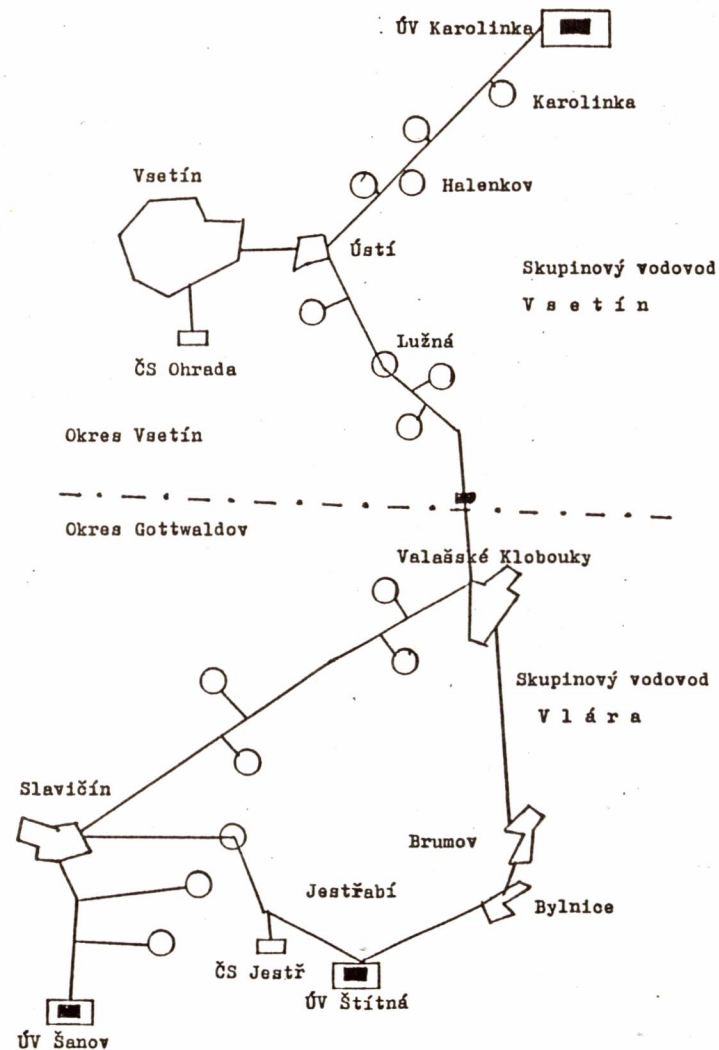 ÚV Karolinka
Karolinka
Vsetín
Halenkov
Ústí
Skupinový vodovod
V s e t í n
Lužná
ČS Ohrada
Okres Vsetín
Okres Gottwaldov
Valašské Klobouky
Skupinový vodovod
V l á r a
Slavičín
Brumov
Jestřabí
Bylnice
ČS Jestř
ÚV Štítná
ÚV Šanov